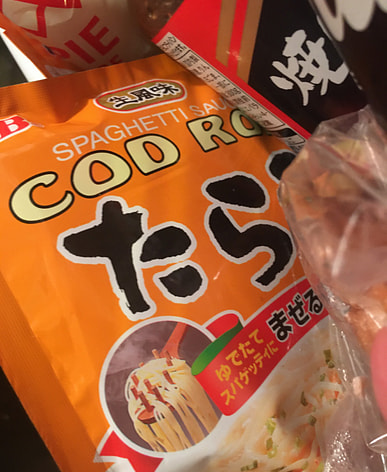 PIE
焼
生風味
B
SPAGHETTI SAU
COD RO
たら
ゆでたて
スパゲッティに
まぜる